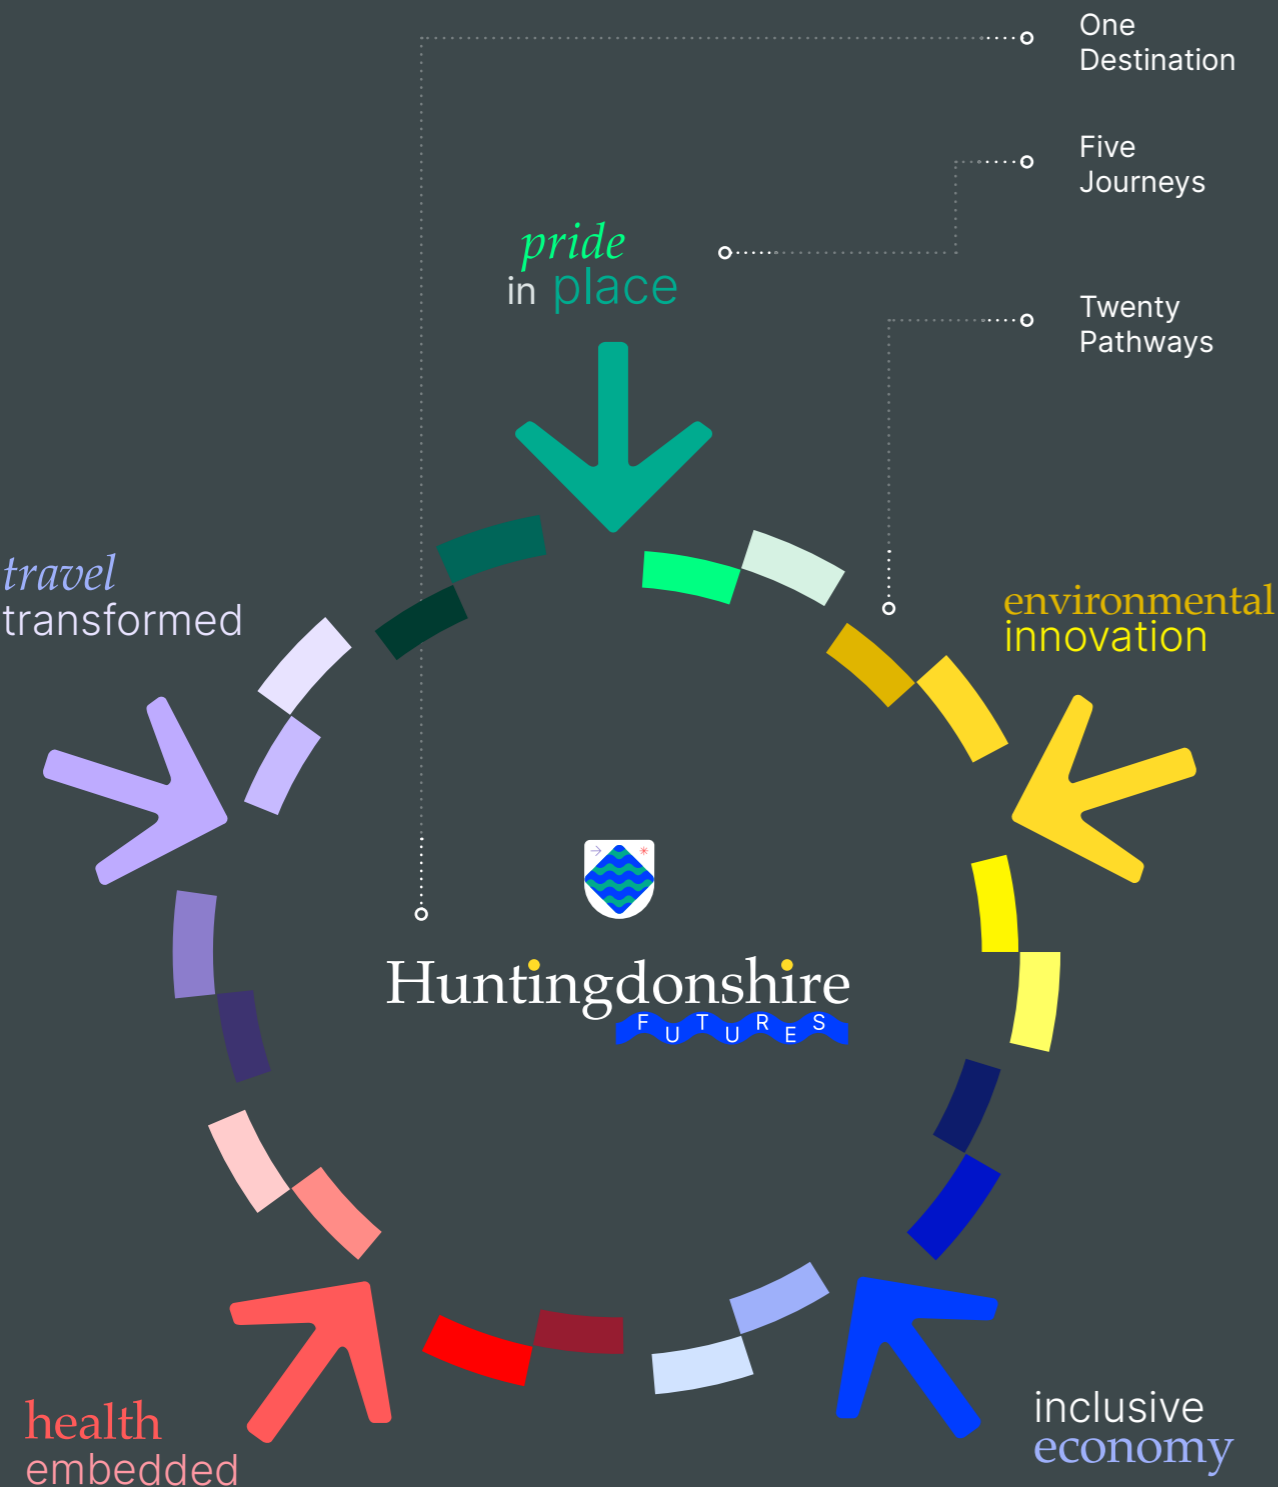 One
Destination
Five
Journeys
pride
in place
Twenty
Pathways
travel
transformed
environmental
innovation
Huntingdonshire
FUTURES
health
embedded
inclusive
economy